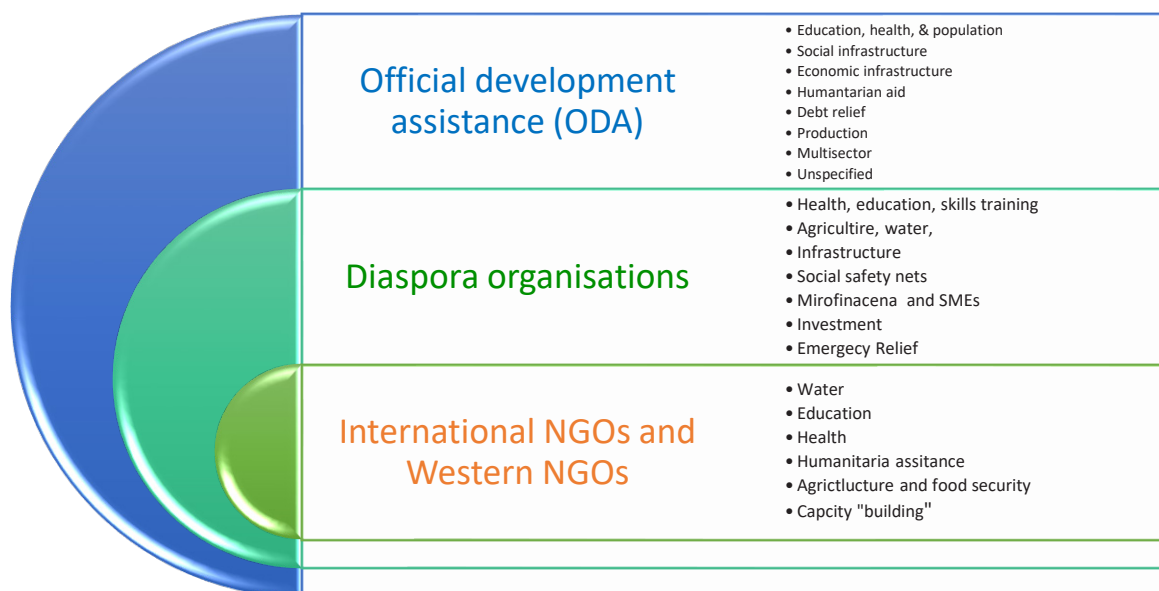 Official development
assistance (ODA)
• Education, health, & population
• Social infrastructure
• Economic infrastructure
• Humantarian aid
• Debt relief
• Production
• Multisector
• Unspecified
Diaspora organisations
• Health, education, skills training
• Agricultire, water,
• Infrastructure
• Social safety nets
• Mirofinacena and SMEs
• Investment
• Emergecy Relief
International NGOs and
Western NGOs
• Water
• Education
• Health
• Humanitaria assitance
• Agrictlucture and food security
• Capcity "building"